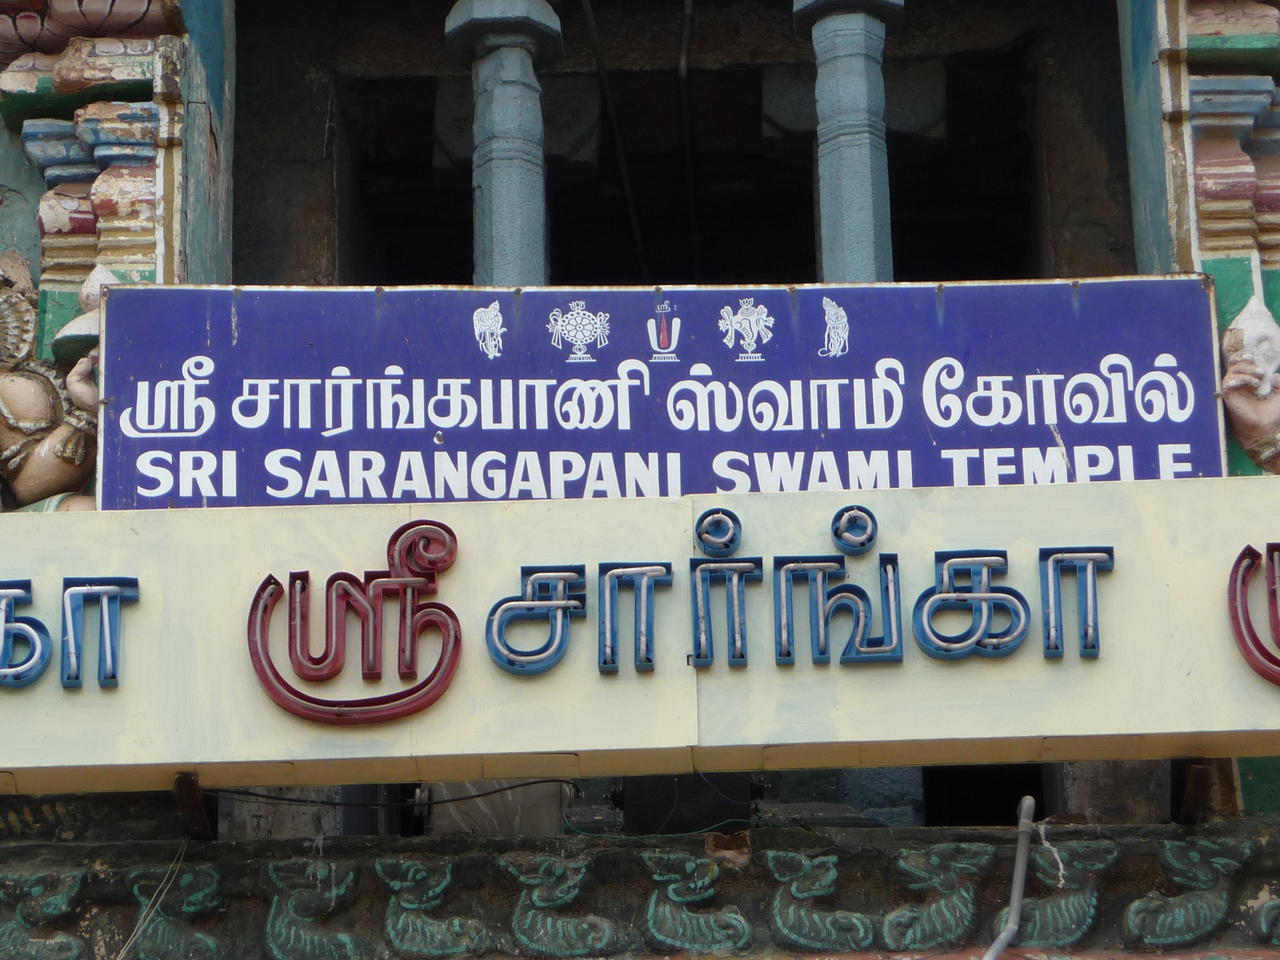 ஸ்ரீ சார்ங்கபாணி ஸ்வாமி கோவில்
SRI SARANGAPANI SWAMI TEMPLE
ஸ்ரீ சார்ங்கா